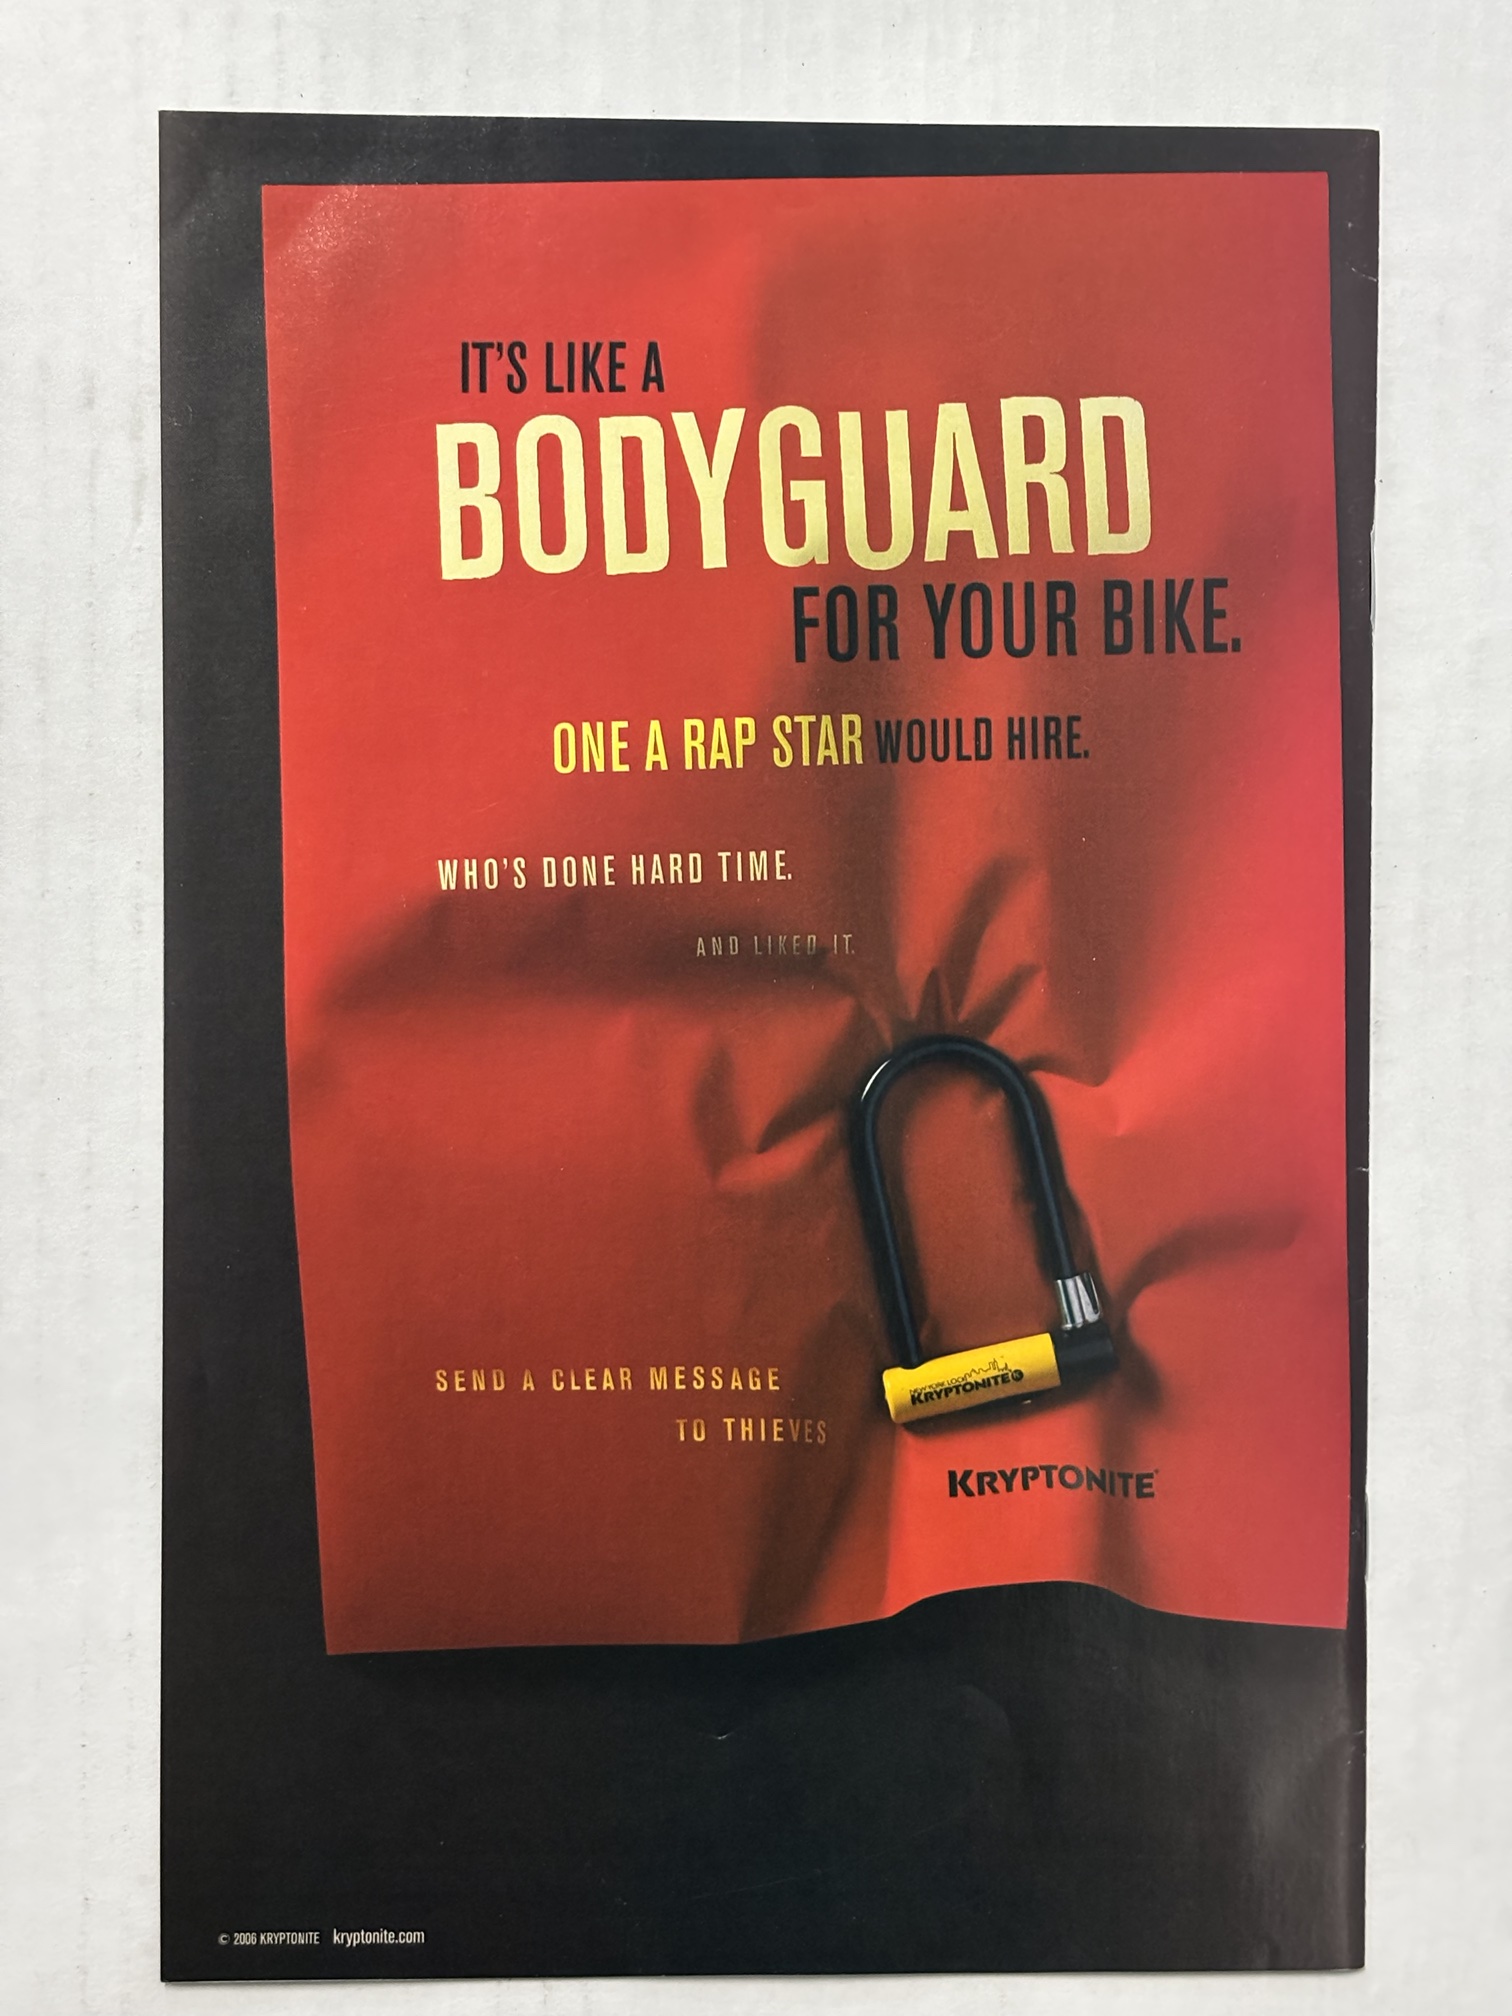 IT'S LIKE A
BODYGUARD
FOR YOUR BIKE.
ONE A RAP STAR WOULD HIRE.
WHO'S DONE HARD TIME.
AND LIKED IT.
SEND A CLEAR MESSAGE
TO THIEVES
NEW YORK LOCK
KRYPTONITE
KRYPTONITE
© 2006 KRYPTONITE kryptonite.com